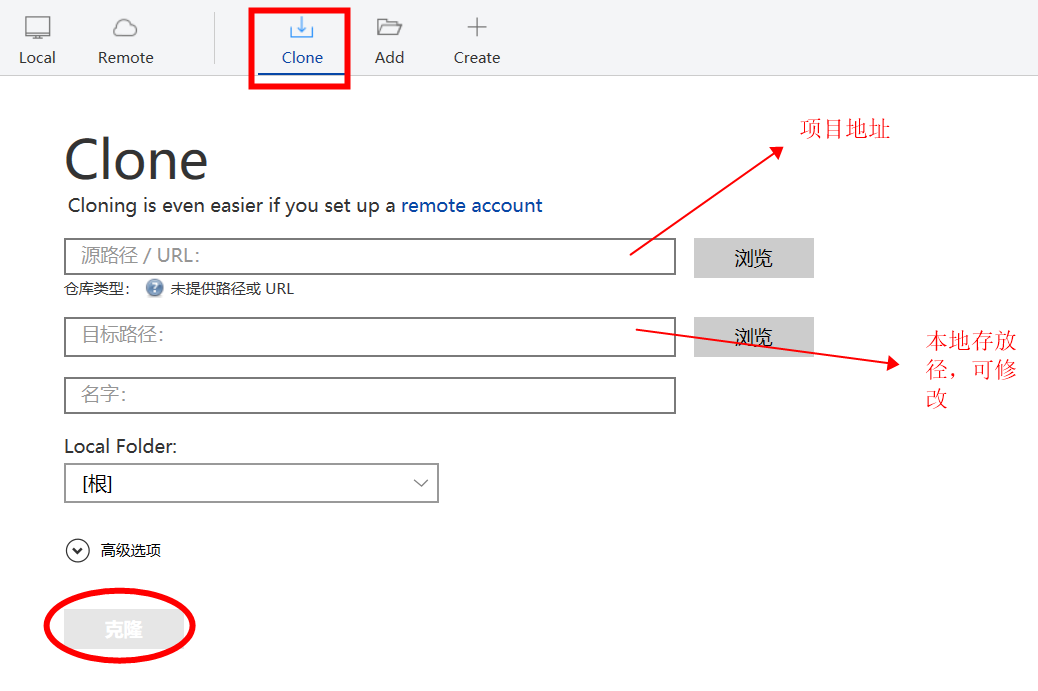 Local
Remote
Clone
Add
Create
项目地址
Clone
Cloning is even easier if you set up a remote account
源路径 / URL:
浏览
仓库类型:
未提供路径或 URL
目标路径:
浏览
本地存放
径，可修
改
名字:
Local Folder:
[根]
高级选项
克隆